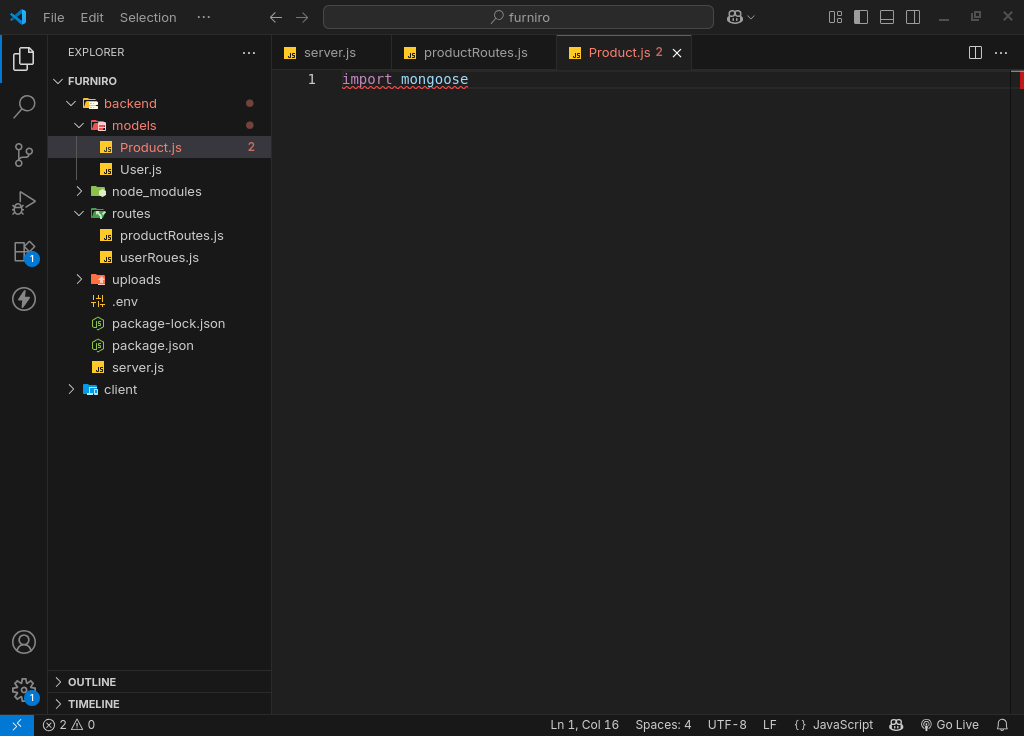 File Edit Selection ··· furniro
EXPLORER ···
server.js productRoutes.js Product.js 2 ···
FURNIRO
1 import mongoose
backend
models
Product.js 2
User.js
node_modules
routes
productRoutes.js
userRoues.js
uploads
.env
package-lock.json
package.json
server.js
client
1
1
OUTLINE
TIMELINE
2 0 Ln 1, Col 16 Spaces: 4 UTF-8 LF {} JavaScript Go Live